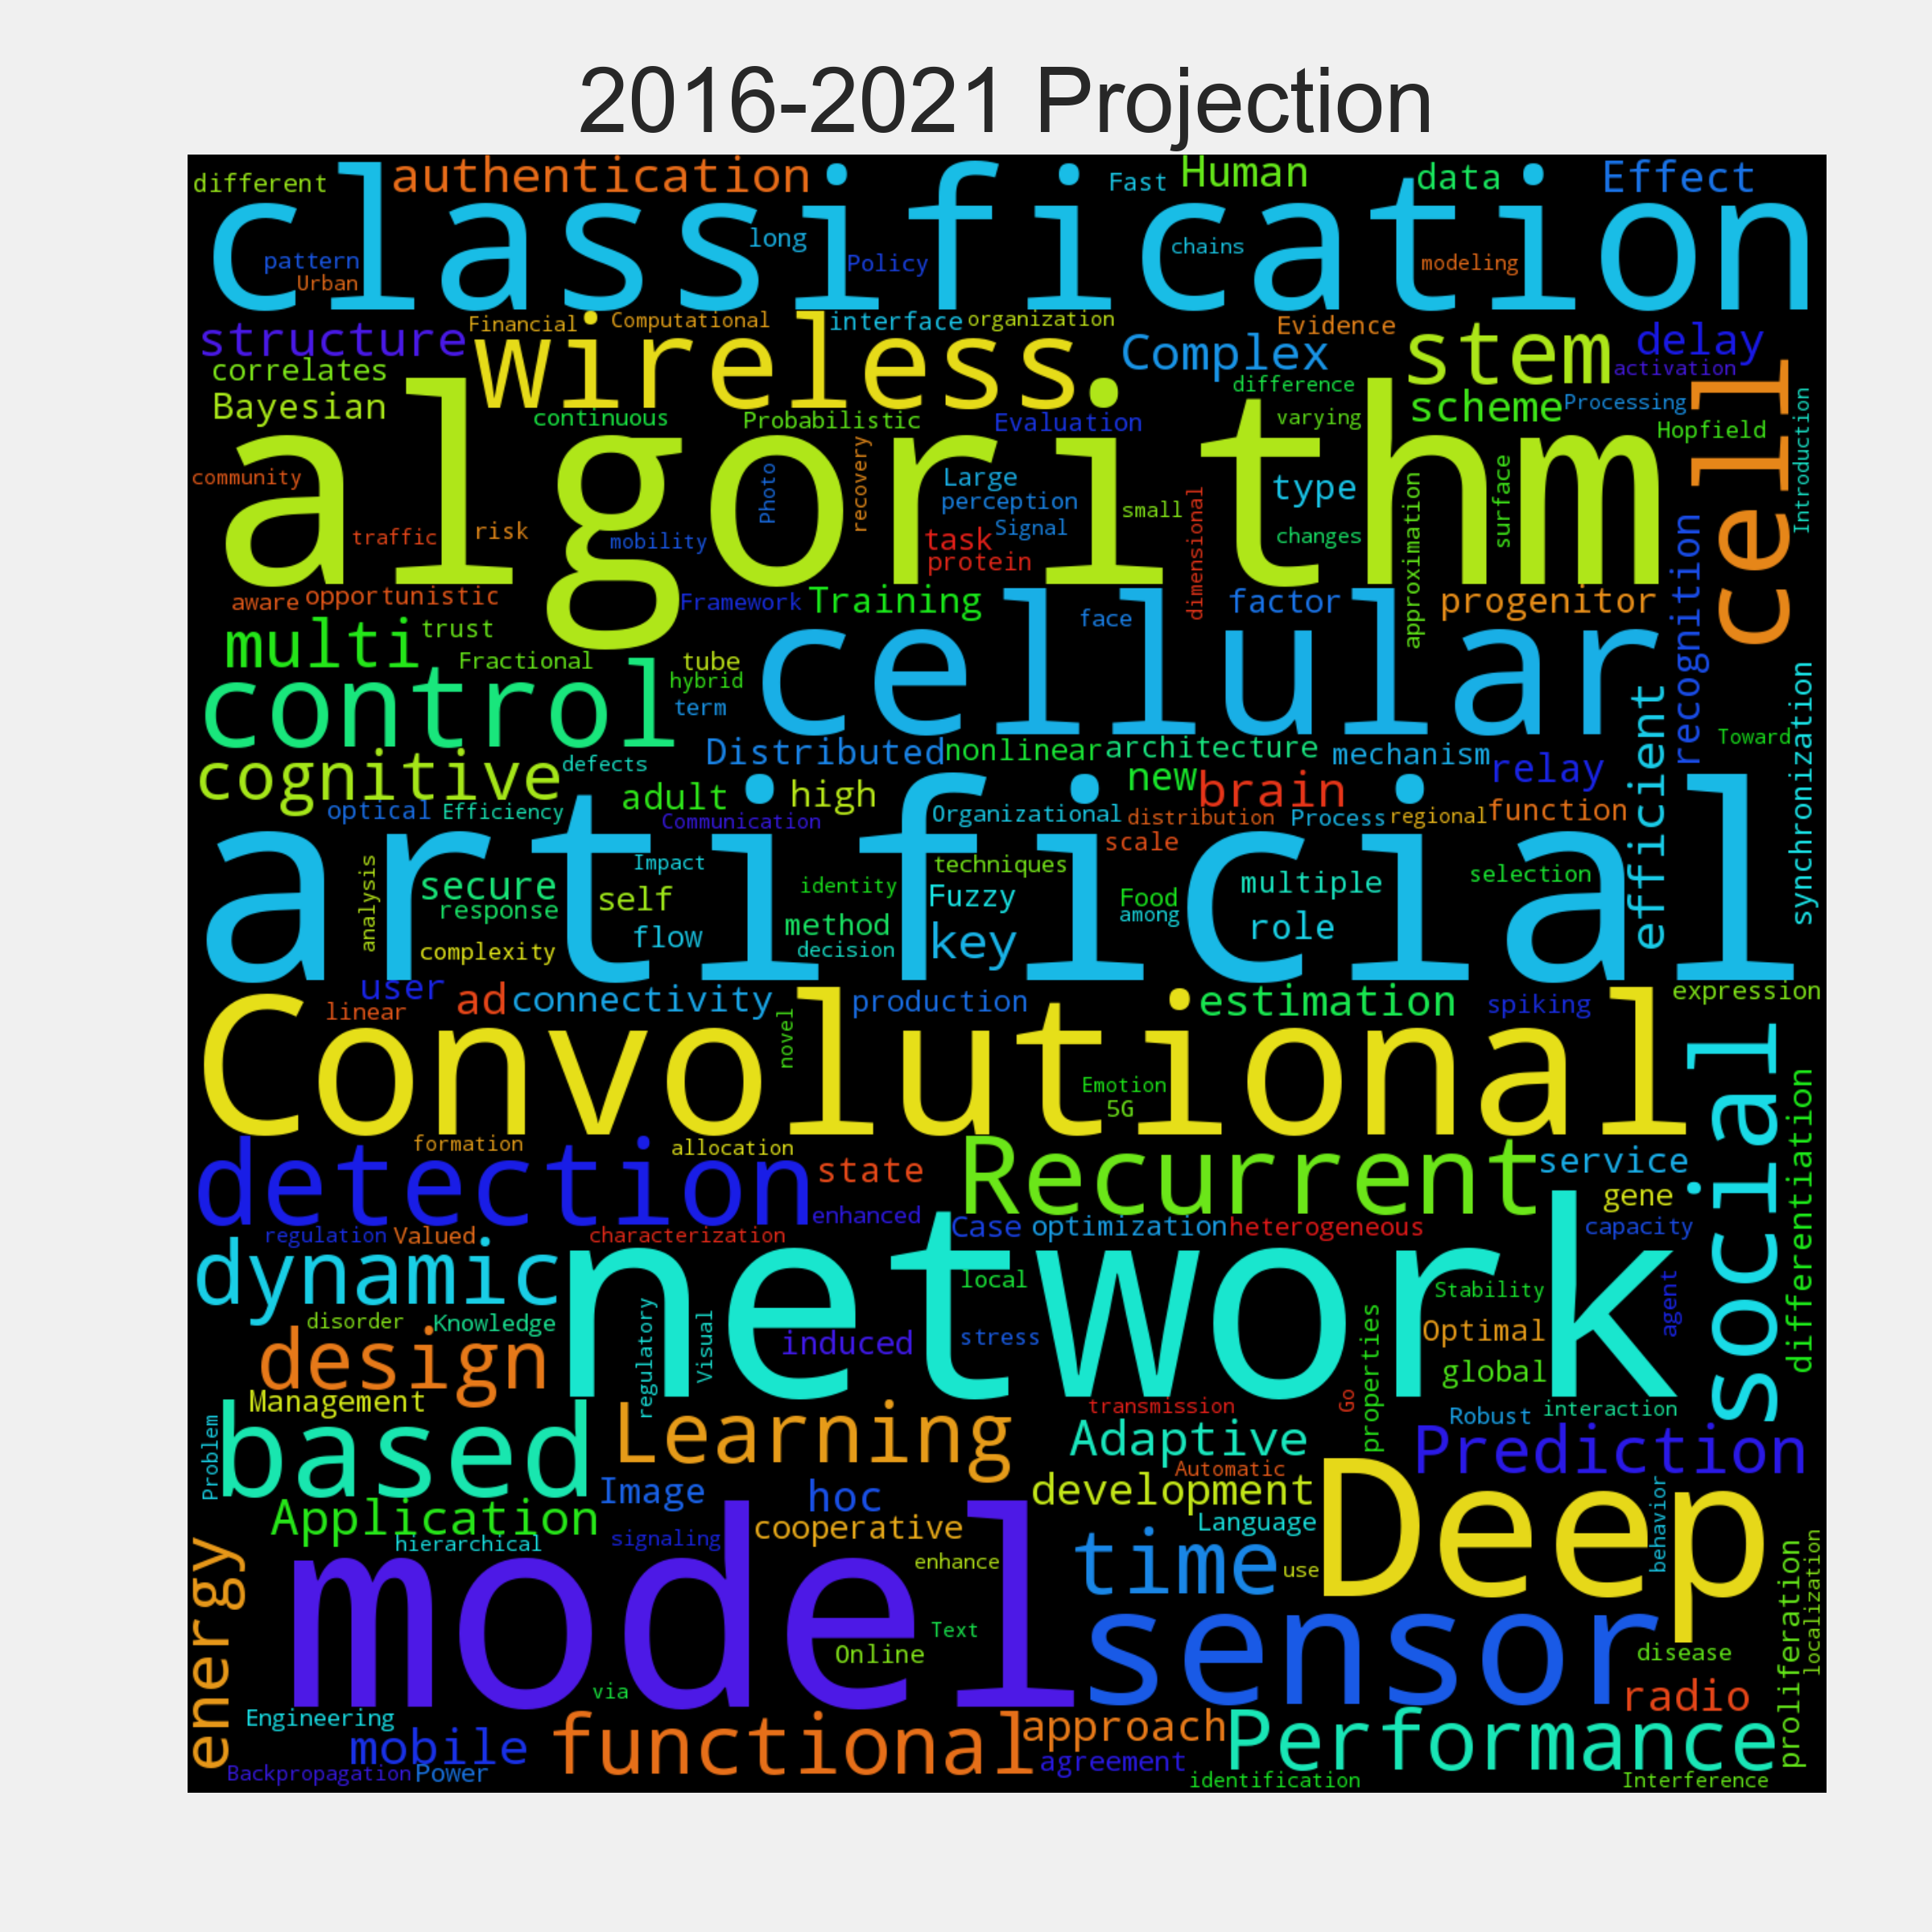 2016-2021 Projection
different
authentication
Fast
Human
data
Effect
classification
pattern
Urban
long
Policy
chains
modeling
structure
Financial
Computational
interface
organization
Evidence
delay
wireless
Complex
stem
activation
correlates
Bayesian
continuous
Probabilistic
Evaluation
difference
varying
scheme
Processing
Hopfield
Introduction
cell
algorithm
community
traffic
risk
mobility
Photo
recovery
Large
perception
Signal
task
protein
small
dimensional
type
changes
approximation
surface
recognition
aware
opportunistic
Framework
Training
face
factor
progenitor
multi
trust
Fractional
tube
hybrid
term
cellular
control
Distributed
nonlinear
architecture
mechanism
relay
efficient
Toward
synchronization
cognitive
defects
optical
Efficiency
adult
high
Communication
new
brain
Organizational
distribution
Process
regional
function
artificial
analysis
secure
response
complexity
Impact
self
flow
identity
method
decision
techniques
Fuzzy
key
scale
Food
among
multiple
role
selection
user
linear
ad
connectivity
production
estimation
spiking
expression
Convolutional
novel
Emotion
5G
social
differentiation
formation
allocation
detection
state
Recurrent
service
gene
enhanced
regulation
Valued
characterization
Case
optimization
heterogeneous
capacity
dynamic
network
local
Stability
agent
disorder
Knowledge
regulatory
Visual
induced
stress
Optimal
global
properties
design
Management
transmission
Go
Robust
interaction
Problem
based
Learning
Adaptive
Prediction
Automatic
Image
hoc
development
Deep
behavior
Application
hierarchical
signaling
cooperative
enhance
Language
time
use
energy
model
Text
Online
sensor
disease
proliferation
localization
via
radio
Engineering
mobile
functional
approach
Performance
Backpropagation
Power
agreement
identification
Interference